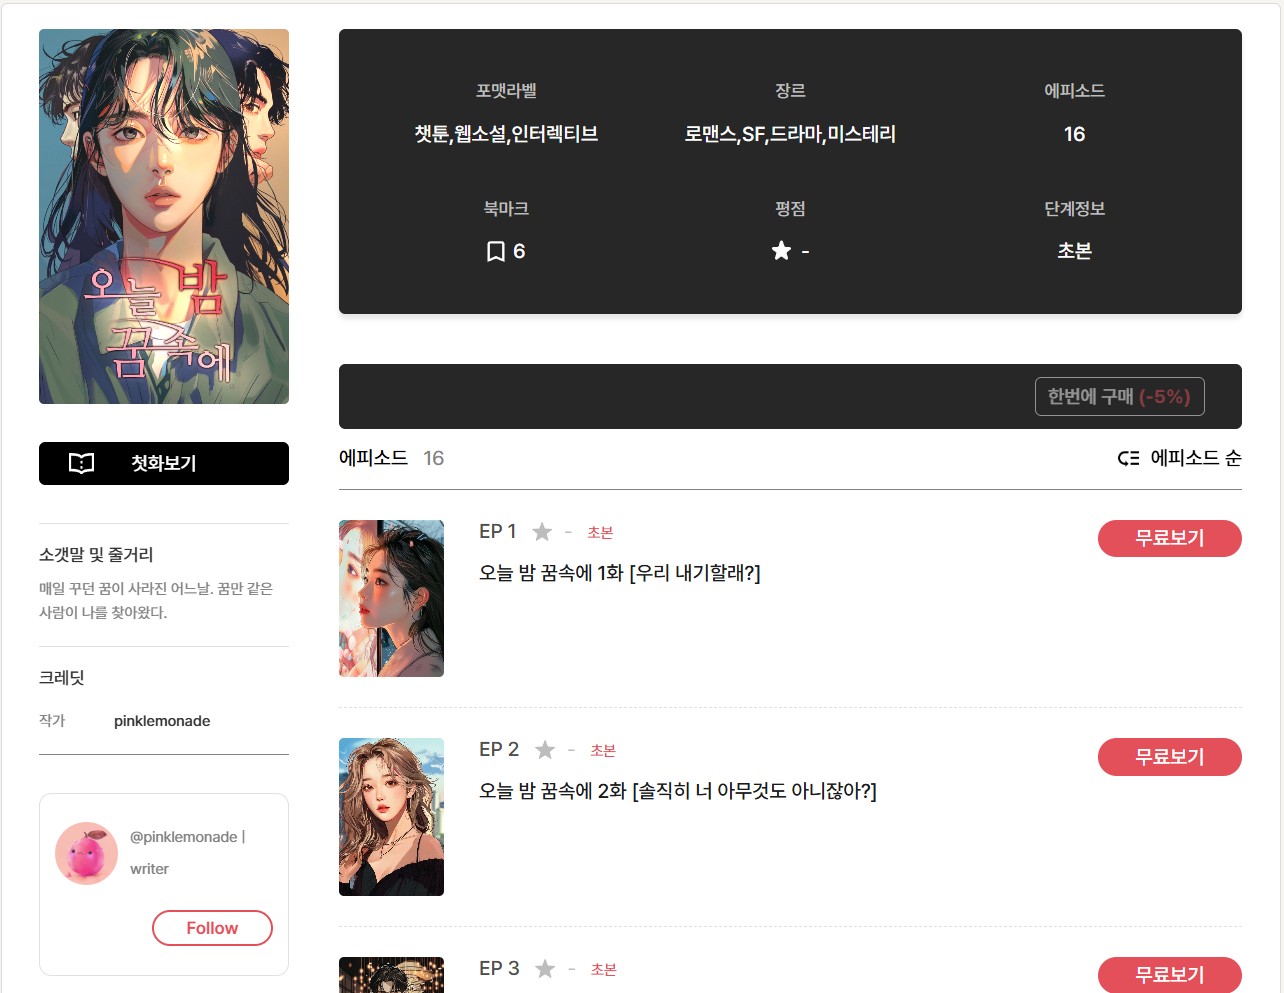 오늘 밤
꿈속에
첫화보기
소갯말 및 줄거리
매일 꾸던 꿈이 사라진 어느날. 꿈만 같은
사람이 나를 찾아왔다.
크레딧
작가 pinklemonade
@pinklemonade |
writer
Follow
포맷라벨 장르 에피소드
챗툰,웹소설,인터렉티브 로맨스,SF,드라마,미스테리 16
북마크 평점 단계정보
6 - 초본
한번에 구매 (-5%)
에피소드 16 에피소드 순
EP 1 - 초본 무료보기
오늘 밤 꿈속에 1화 [우리 내기할래?]
EP 2 - 초본 무료보기
오늘 밤 꿈속에 2화 [솔직히 너 아무것도 아니잖아?]
EP 3 - 초본 무료보기